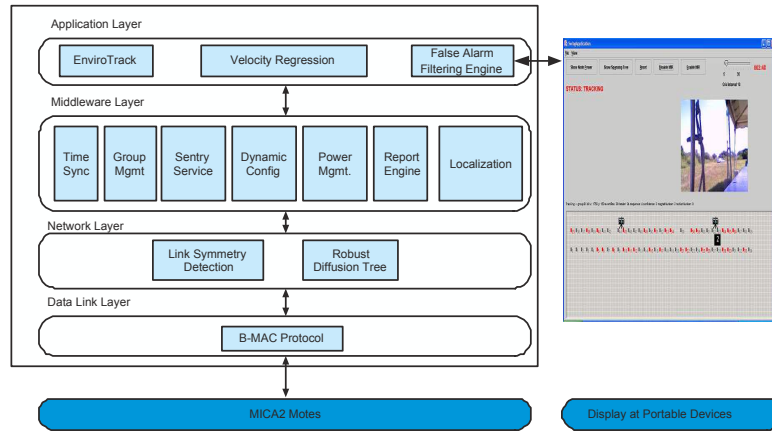 Application Layer
EnviroTrack
Velocity Regression
False Alarm
Filtering Engine
Middleware Layer
Time
Sync
Group
Mgmt
Sentry
Service
Dynamic
Config
Power
Mgmt.
Report
Engine
Localization
Network Layer
Link Symmetry
Detection
Robust
Diffusion Tree
Data Link Layer
B-MAC Protocol
MICA2 Motes
STATUS: TRACKING
Display at Portable Devices